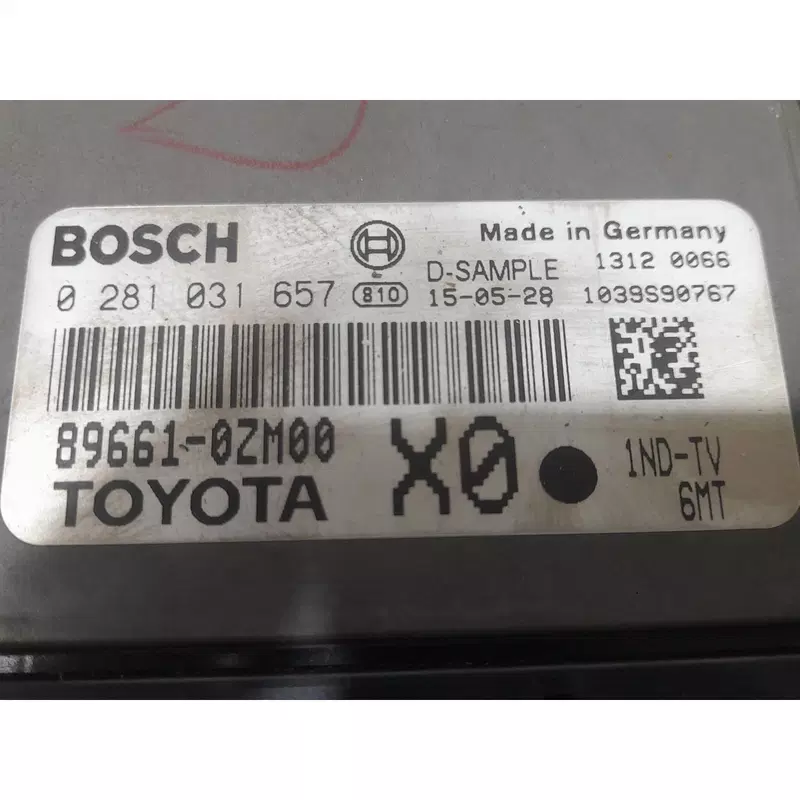 BOSCH Made in Germany
D-SAMPLE 1312 0066
0 281 031 657 810 15-05-28 1039S90767
89661-0ZM00 X0 1ND-TV
TOYOTA 6MT